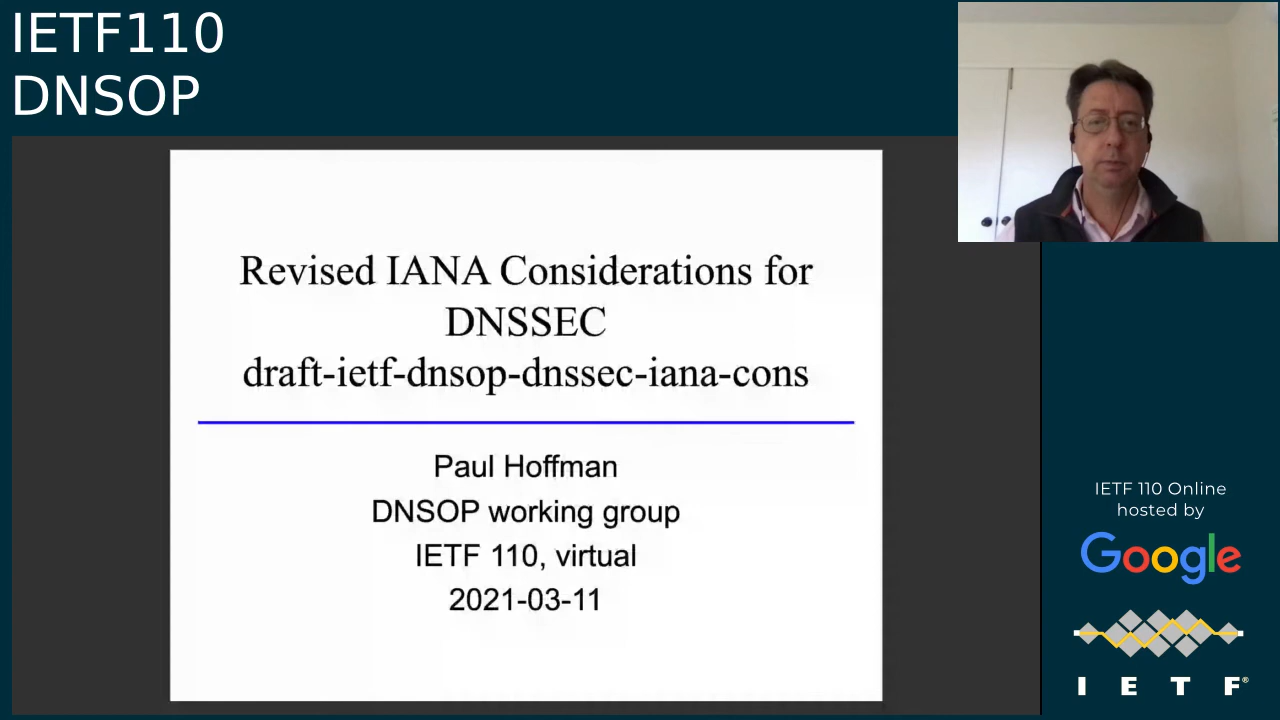 IETF110
DNSOP
Revised IANA Considerations for
DNSSEC
draft-ietf-dnsop-dnssec-iana-cons
Paul Hoffman
DNSOP working group
IETF 110, virtual
2021-03-11
IETF 110 Online
hosted by
Google
I E T F®